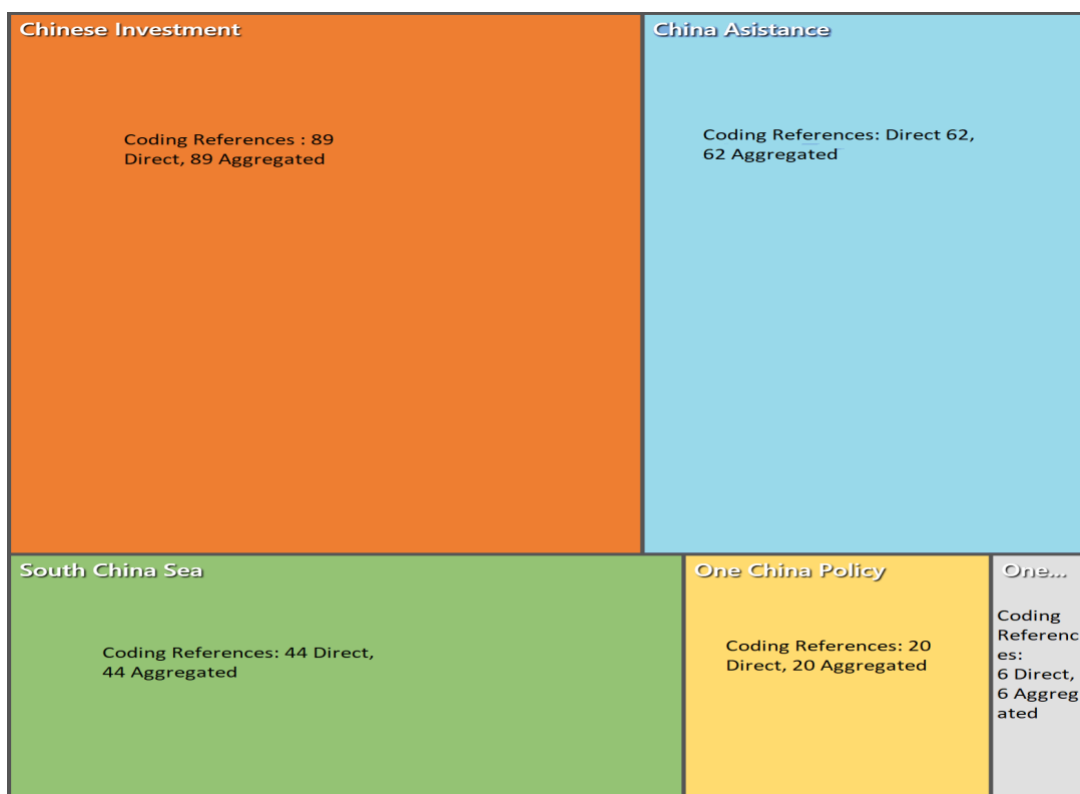 Chinese Investment
Coding References : 89
Direct, 89 Aggregated
China Asistance
Coding References: Direct 62,
62 Aggregated
South China Sea
Coding References: 44 Direct,
44 Aggregated
One China Policy
Coding References: 20
Direct, 20 Aggregated
One...
Coding
Referenc
es:
6 Direct,
6 Aggreg
ated